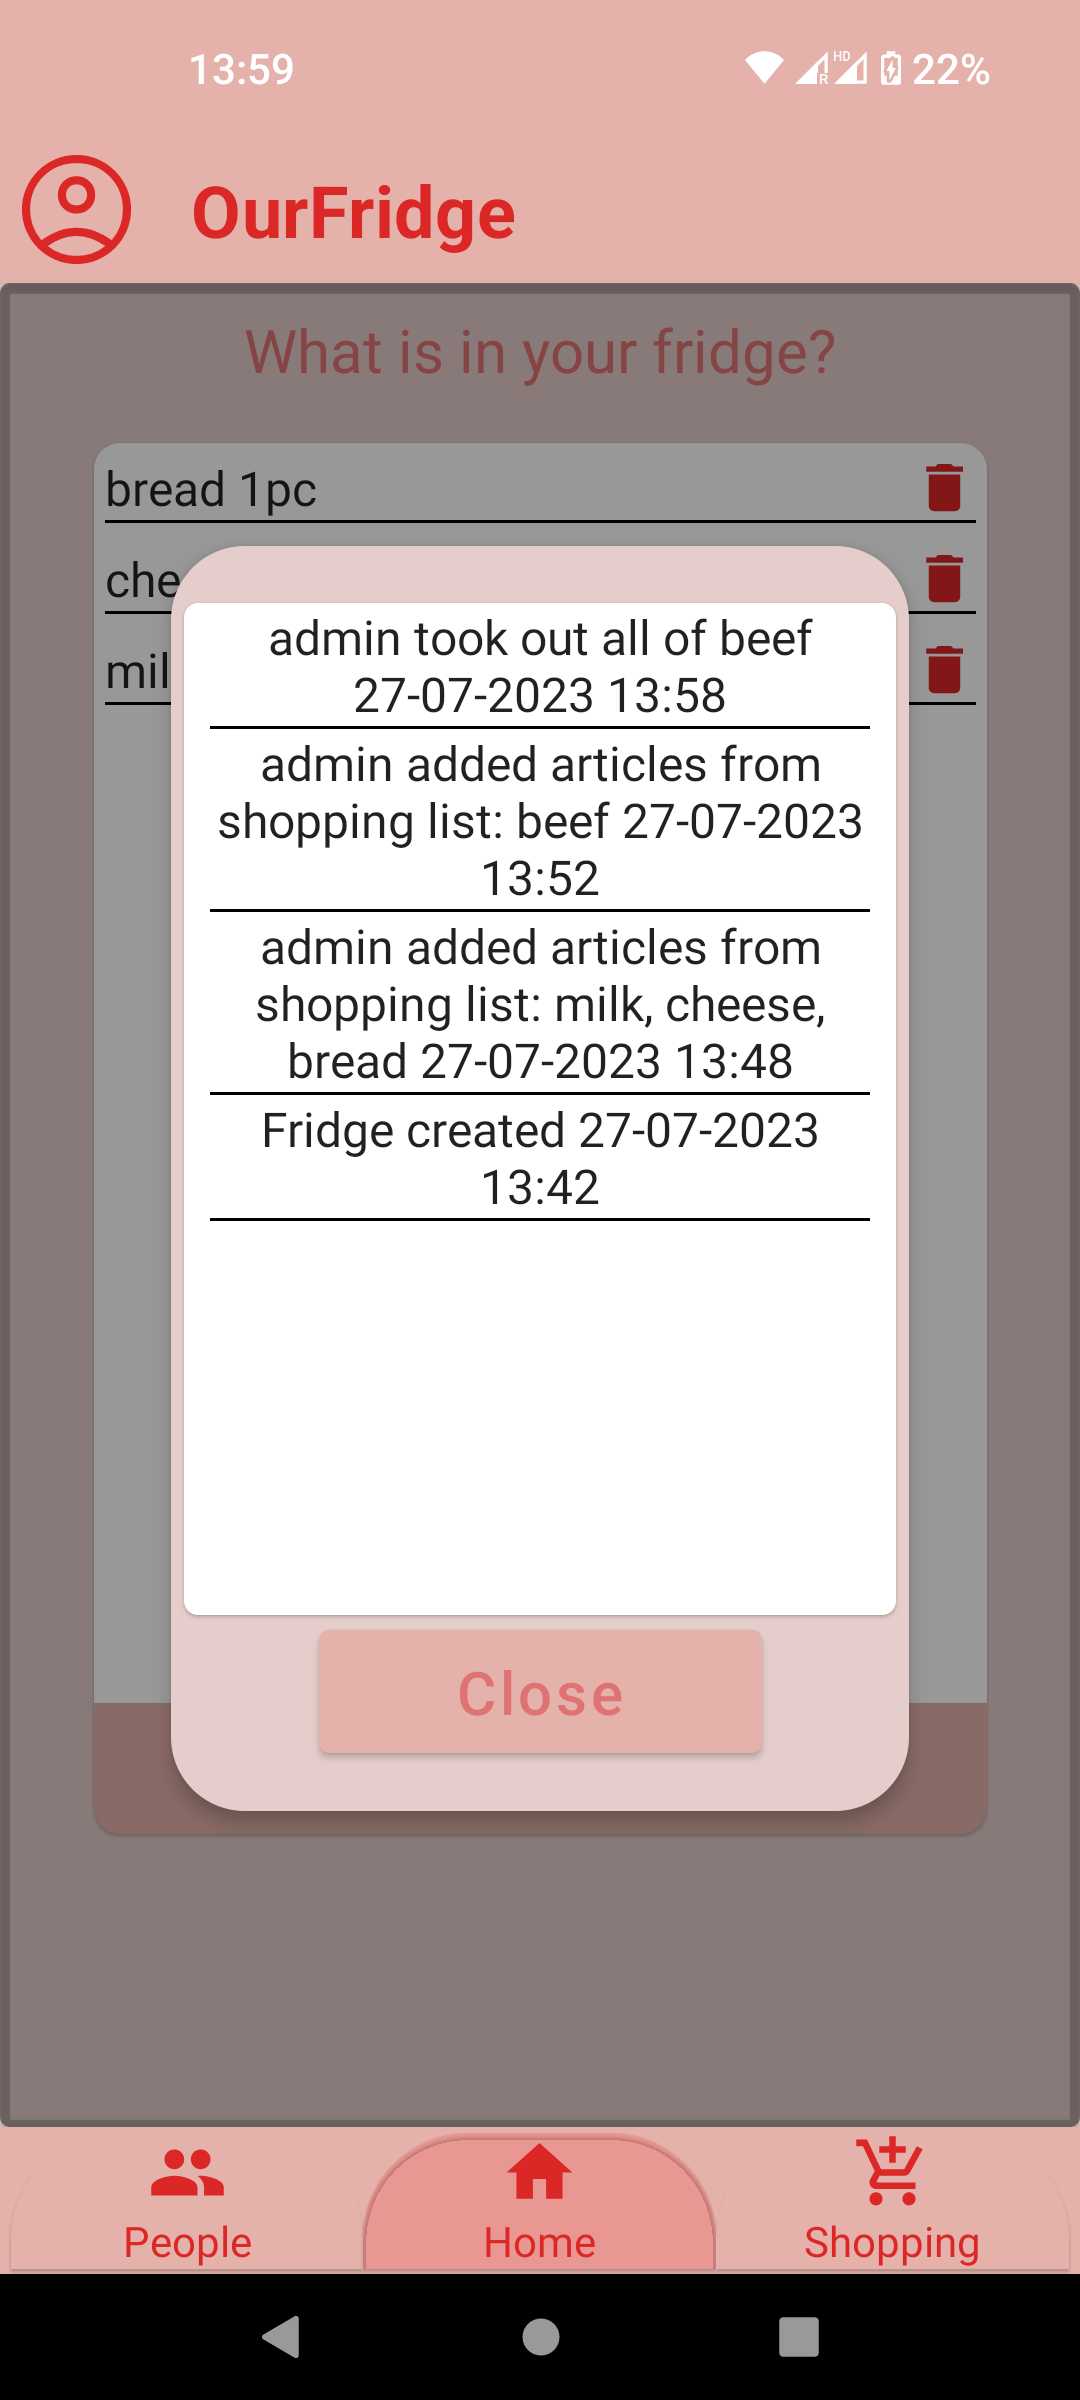 13:59
R
HD
22%
OurFridge
What is in your fridge?
bread 1pc
che
mil
admin took out all of beef
27-07-2023 13:58
admin added articles from
shopping list: beef 27-07-2023
13:52
admin added articles from
shopping list: milk, cheese,
bread 27-07-2023 13:48
Fridge created 27-07-2023
13:42
Close
People
Home
Shopping